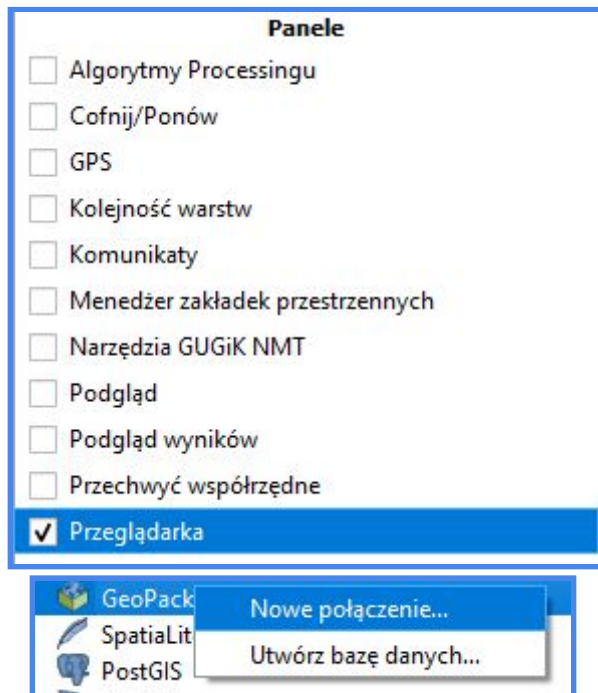 Panele
Algorytmy Processingu
Cofnij/Ponów
GPS
Kolejność warstw
Komunikaty
Menedżer zakładek przestrzennych
Narzędzia GUGiK NMT
Podgląd
Podgląd wyników
Przechwyć współrzędne
Przeglądarka
GeoPack
Nowe połączenie...
SpatiaLit
Utwórz bazę danych...
PostGIS